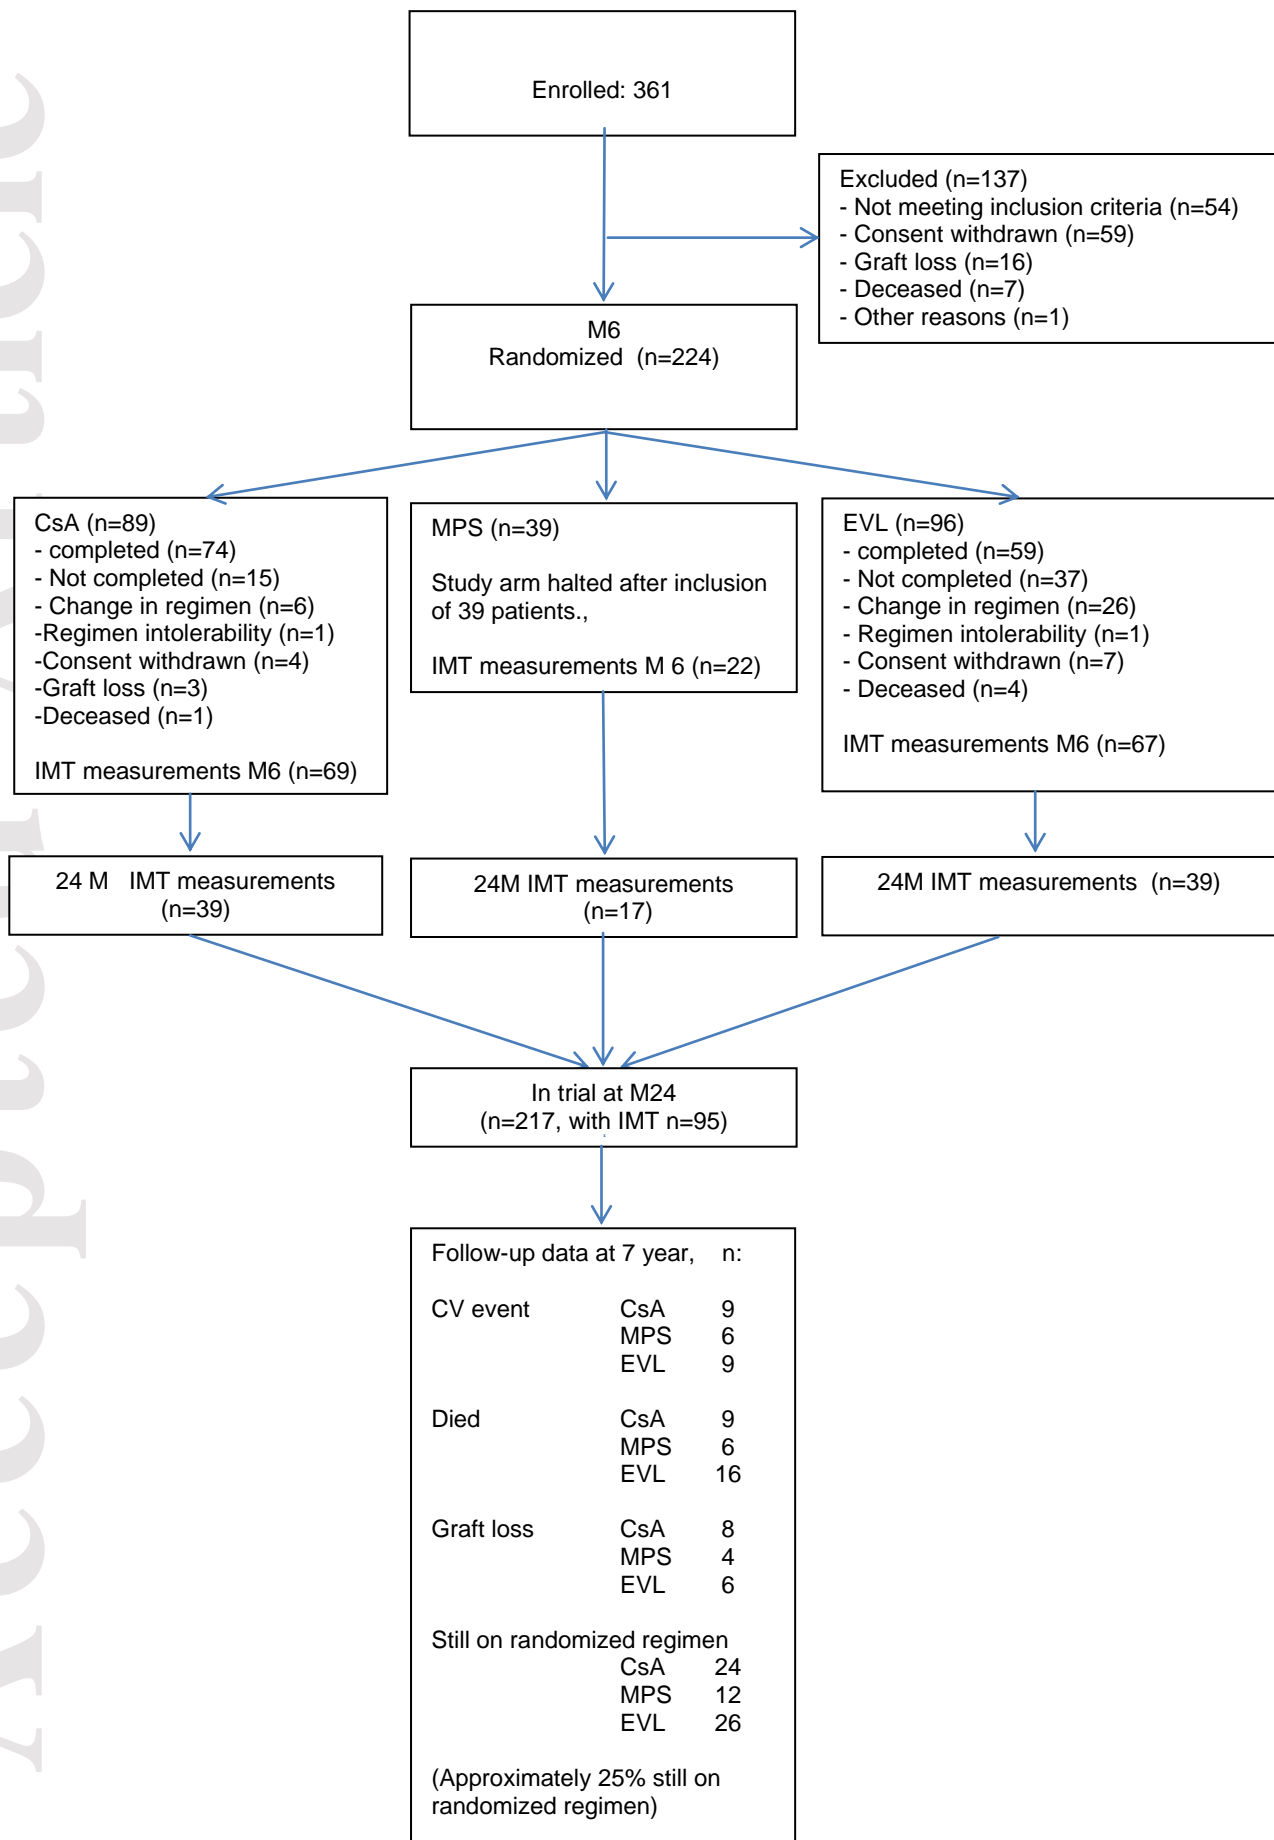 Enrolled: 361
Excluded (n=137)
- Not meeting inclusion criteria (n=54)
- Consent withdrawn (n=59)
- Graft loss (n=16)
- Deceased (n=7)
- Other reasons (n=1)
M6
Randomized (n=224)
CsA (n=89)
- completed (n=74)
- Not completed (n=15)
- Change in regimen (n=6)
-Regimen intolerability (n=1)
-Consent withdrawn (n=4)
-Graft loss (n=3)
-Deceased (n=1)
IMT measurements M6 (n=69)
MPS (n=39)
Study arm halted after inclusion
of 39 patients.,
IMT measurements M 6 (n=22)
EVL (n=96)
- completed (n=59)
- Not completed (n=37)
- Change in regimen (n=26)
- Regimen intolerability (n=1)
- Consent withdrawn (n=7)
- Deceased (n=4)
IMT measurements M6 (n=67)
24 M IMT measurements
(n=39)
24M IMT measurements
(n=17)
24M IMT measurements (n=39)
In trial at M24
(n=217, with IMT n=95)
Follow-up data at 7 year, n:
CV event CsA 9
MPS 6
EVL 9
Died CsA 9
MPS 6
EVL 16
Graft loss CsA 8
MPS 4
EVL 6
Still on randomized regimen
CsA 24
MPS 12
EVL 26
(Approximately 25% still on
randomized regimen)
Accepted Article